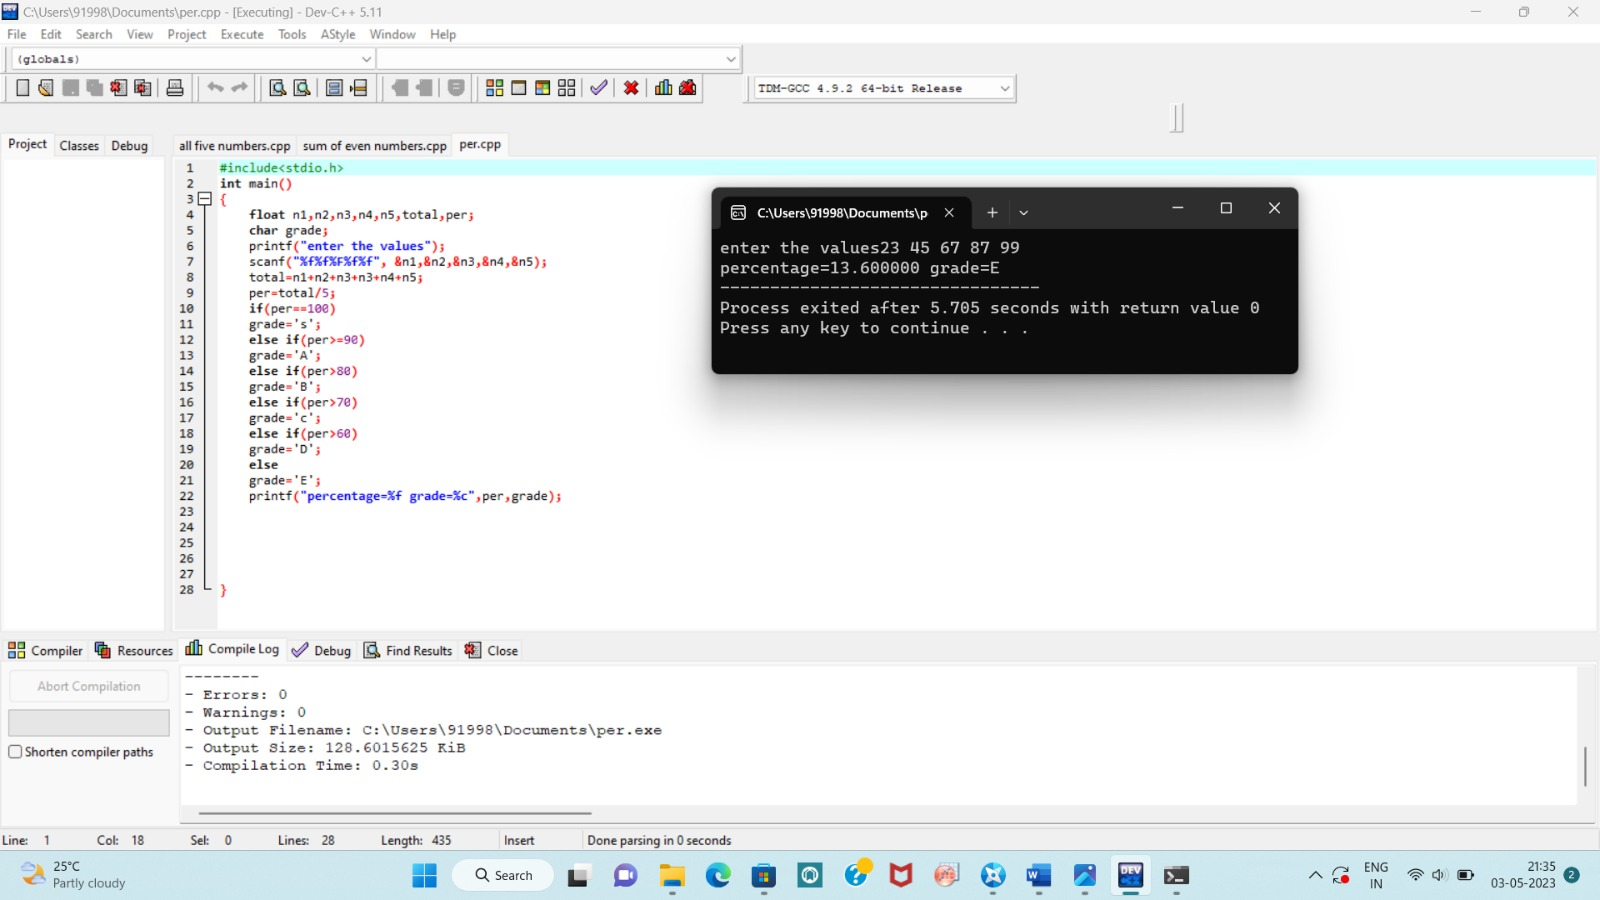 C:\Users\91998\Documents\per.cpp - [Executing] - Dev-C++ 5.11
File Edit Search View Project Execute Tools AStyle Window Help
(globals)
TDM-GCC 4.9.2 64-bit Release
Project Classes Debug
all five numbers.cpp sum of even numbers.cpp per.cpp
1 #include<stdio.h>
2 int main()
3 {
4 float n1,n2,n3,n4,n5,total,per;
5 char grade;
6 printf("enter the values");
7 scanf("%f%f%F%f%f", &n1,&n2,&n3,&n4,&n5);
8 total=n1+n2+n3+n3+n4+n5;
9 per=total/5;
10 if(per==100)
11 grade='s';
12 else if(per>=90)
13 grade='A';
14 else if(per>80)
15 grade='B';
16 else if(per>70)
17 grade='c';
18 else if(per>60)
19 grade='D';
20 else
21 grade='E';
22 printf("percentage=%f grade=%c",per,grade);
23
24
25
26
27
28 }
C:\Users\91998\Documents\p
enter the values23 45 67 87 99
percentage=13.600000 grade=E
--------------------------------
Process exited after 5.705 seconds with return value 0
Press any key to continue . . .
Compiler Resources Compile Log Debug Find Results Close
Abort Compilation
Shorten compiler paths
--------
- Errors: 0
- Warnings: 0
- Output Filename: C:\Users\91998\Documents\per.exe
- Output Size: 128.6015625 KiB
- Compilation Time: 0.30s
Line: 1 Col: 18 Sel: 0 Lines: 28 Length: 435 Insert Done parsing in 0 seconds
25°C
Partly cloudy
Search
DEV
ENG
IN
21:35
03-05-2023
2